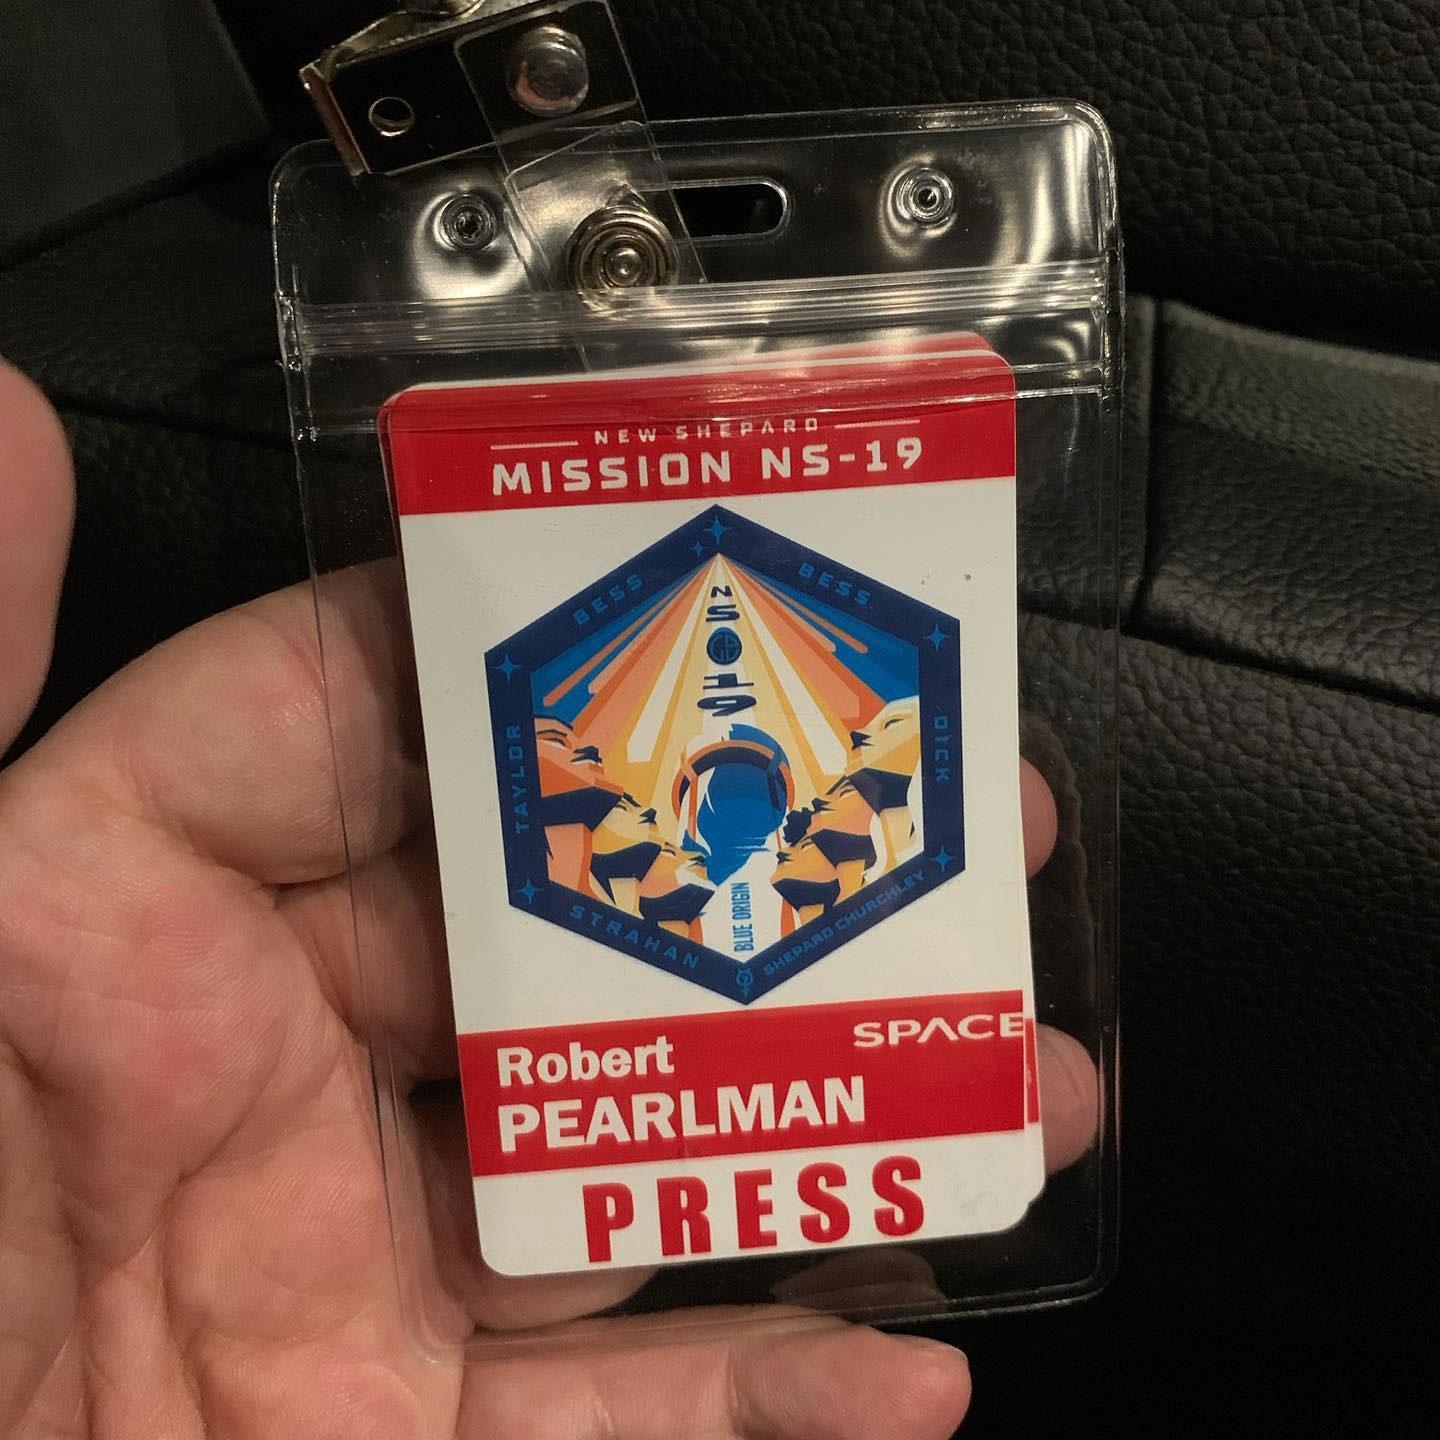 NEW SHEPARD
MISSION NS-19
BESS
BESS
NS
19
TAYLOR
DICK
STRAHAN
BLUE ORIGIN
SHEPARD CHURCHLEY
Robert
SPACE
PEARLMAN
PRESS